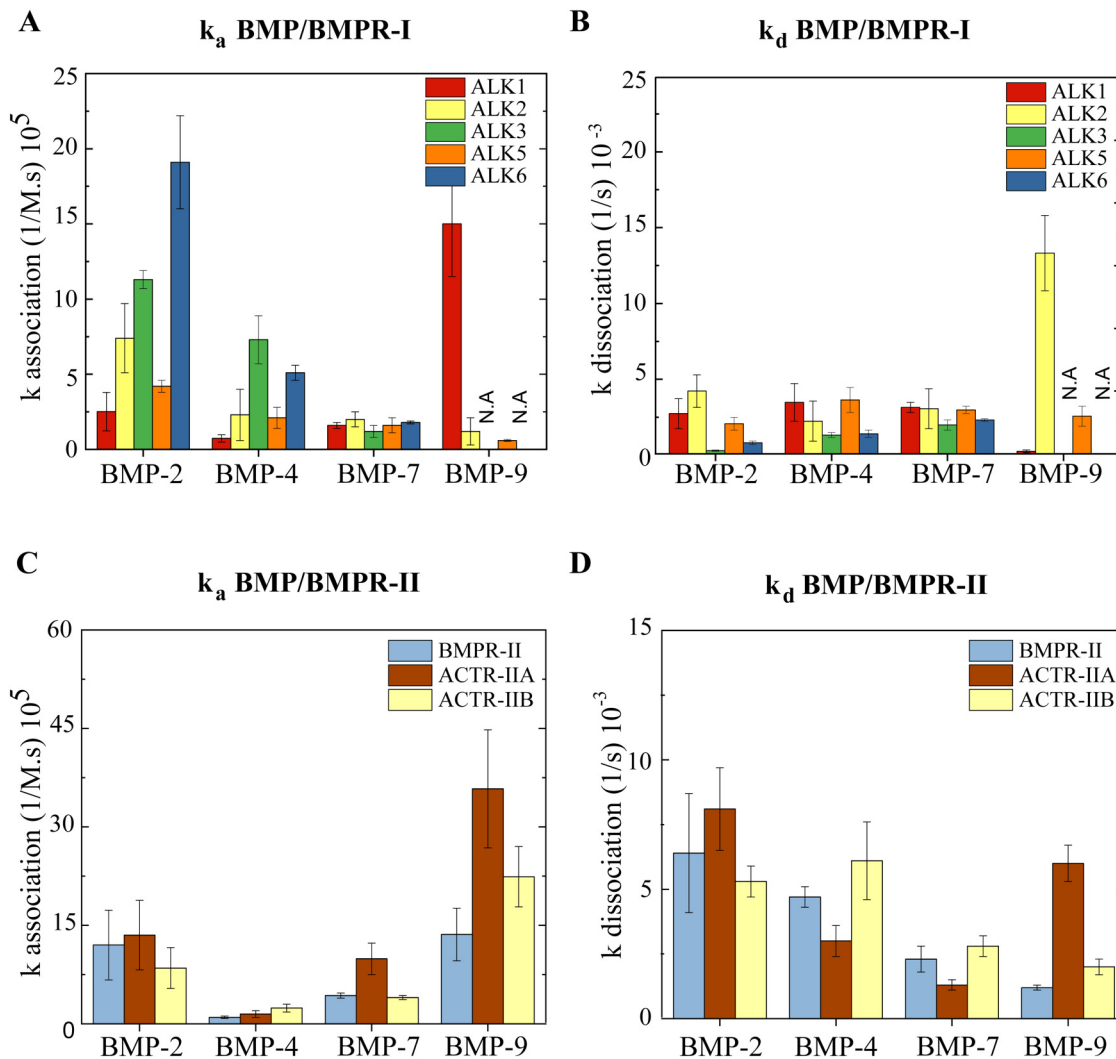 A
k_a BMP/BMPR-I
k association (1/M.s) 10^5
25
20
15
10
5
0
ALK1
ALK2
ALK3
ALK5
ALK6
N.A
N.A
BMP-2 BMP-4 BMP-7 BMP-9
B
k_d BMP/BMPR-I
k dissociation (1/s) 10^-3
25
20
15
10
5
0
ALK1
ALK2
ALK3
ALK5
ALK6
N.A
N.A
BMP-2 BMP-4 BMP-7 BMP-9
C
k_a BMP/BMPR-II
k association (1/M.s) 10^5
60
45
30
15
0
BMPR-II
ACTR-IIA
ACTR-IIB
BMP-2 BMP-4 BMP-7 BMP-9
D
k_d BMP/BMPR-II
k dissociation (1/s) 10^-3
15
10
5
0
BMPR-II
ACTR-IIA
ACTR-IIB
BMP-2 BMP-4 BMP-7 BMP-9